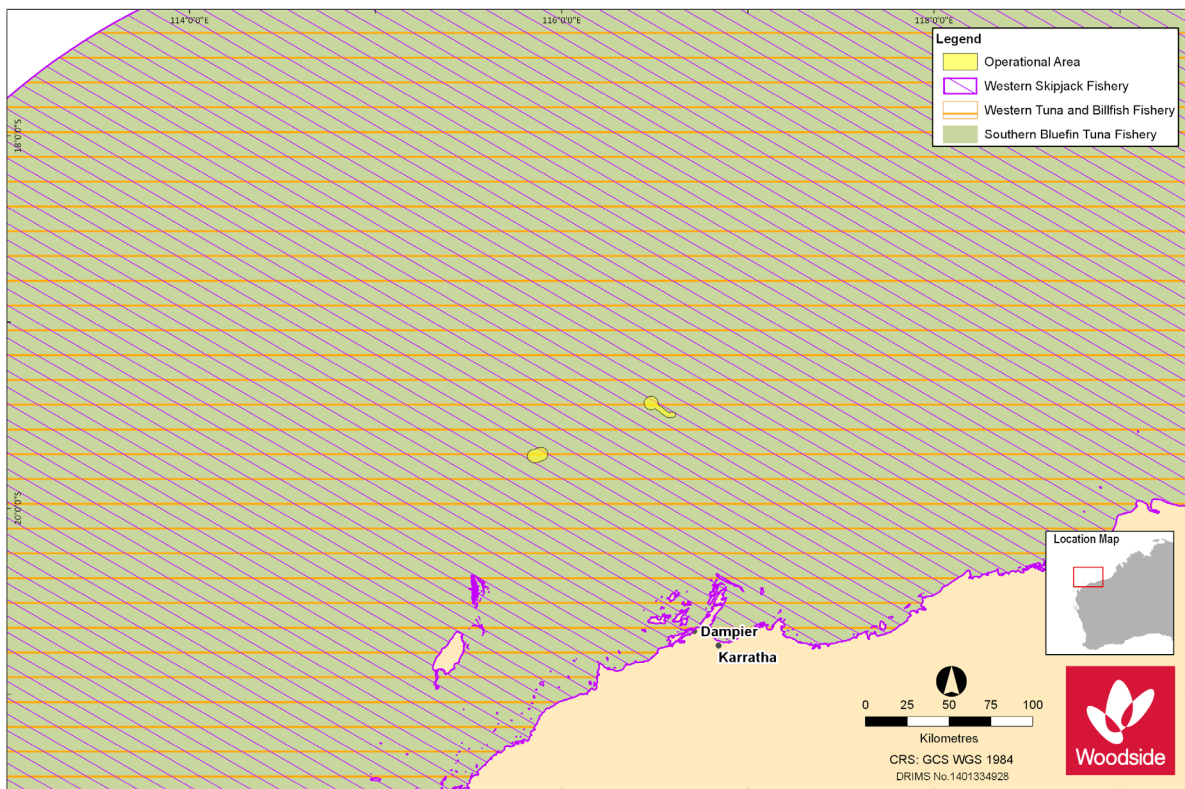 114°0'0"E
116°0'0"E
118°0'0"E
Legend
Operational Area
Western Skipjack Fishery
Western Tuna and Billfish Fishery
Southern Bluefin Tuna Fishery
18°0'0"S
20°0'0"S
Location Map
Dampier
Karratha
0 25 50 75 100
Kilometres
CRS: GCS WGS 1984
DRIMS No.1401334928
Woodside